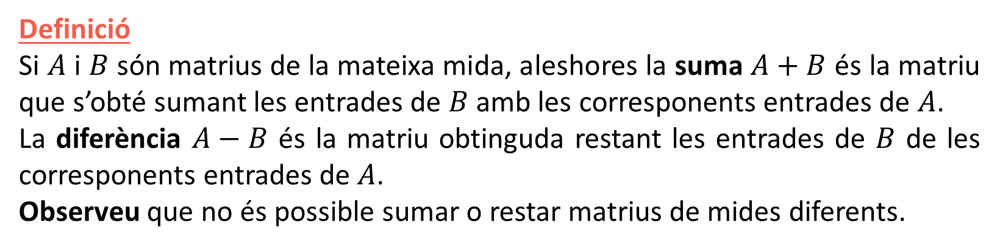 Definició
Si A i B són matrius de la mateixa mida, aleshores la suma A + B és la matriu
que s’obté sumant les entrades de B amb les corresponents entrades de A.
La diferència A − B és la matriu obtinguda restant les entrades de B de les
corresponents entrades de A.
Observeu que no és possible sumar o restar matrius de mides diferents.